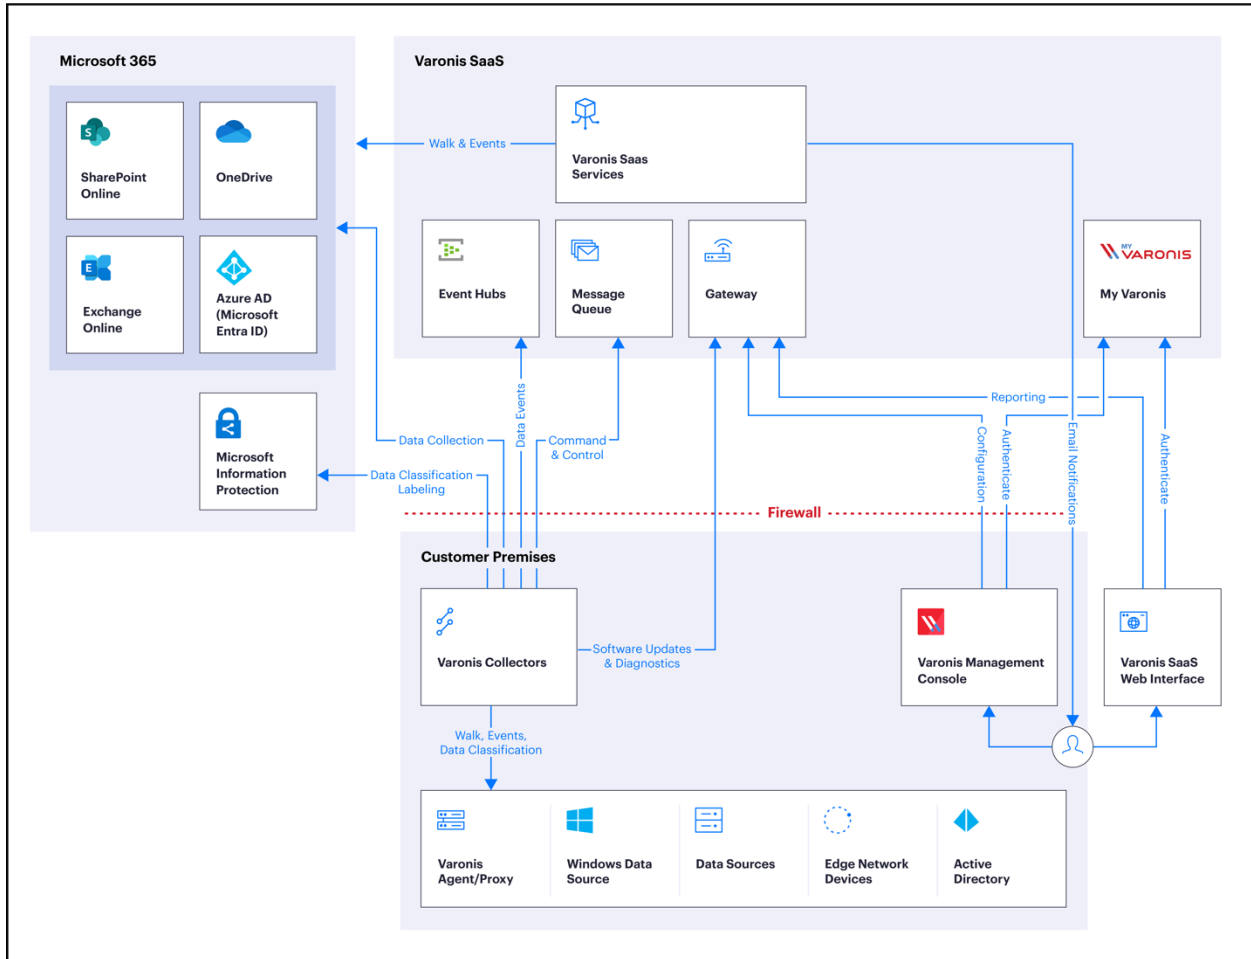 Microsoft 365
SharePoint
Online
OneDrive
Exchange
Online
Azure AD
(Microsoft
Entra ID)
Microsoft
Information
Protection
Varonis SaaS
Varonis Saas
Services
Walk & Events
Event Hubs
Message
Queue
Gateway
MY
VARONIS
My Varonis
Data Collection
Data Classification
Labeling
Data Events
Command
& Control
Configuration
Authenticate
Reporting
Email Notifications
Authenticate
Firewall
Customer Premises
Varonis Collectors
Software Updates
& Diagnostics
Varonis Management
Console
Varonis SaaS
Web Interface
Walk, Events,
Data Classification
Varonis
Agent/Proxy
Windows Data
Source
Data Sources
Edge Network
Devices
Active
Directory